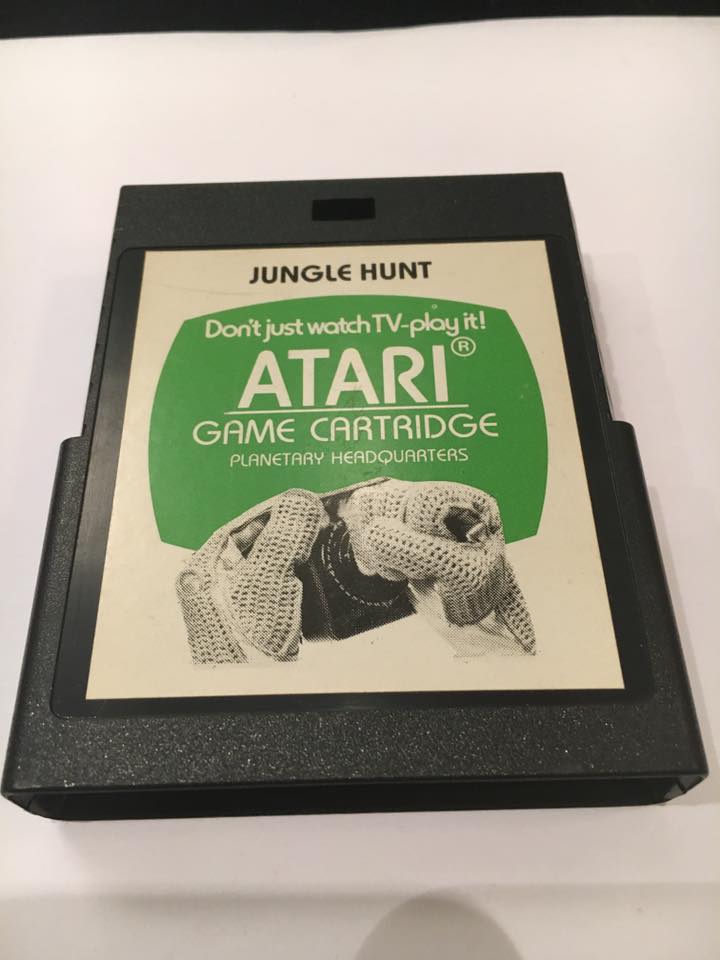 JUNGLE HUNT
Don't just watch TV-play it!
ATARI®
GAME CARTRIDGE
PLANETARY HEADQUARTERS